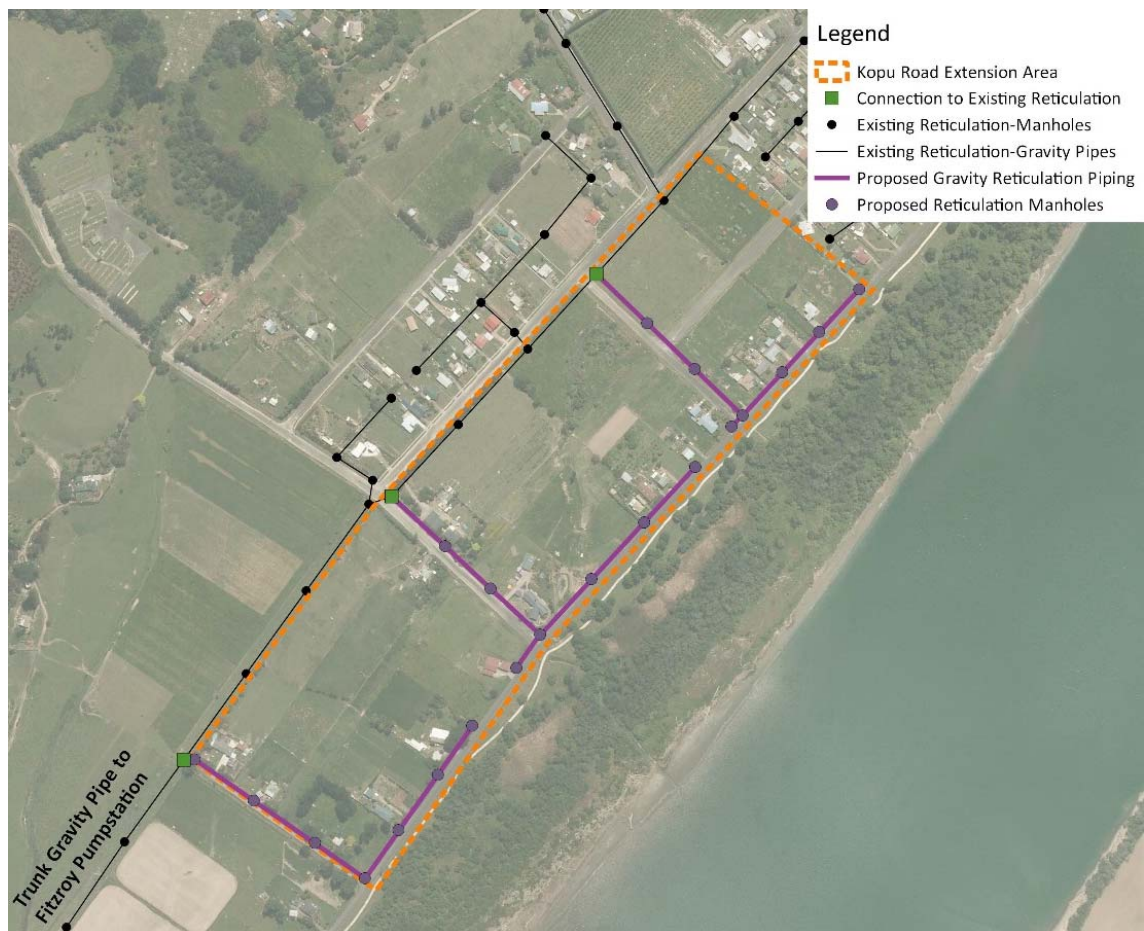 Legend
Kopu Road Extension Area
Connection to Existing Reticulation
Existing Reticulation-Manholes
Existing Reticulation-Gravity Pipes
Proposed Gravity Reticulation Piping
Proposed Reticulation Manholes
Trunk Gravity Pipe to
Fitzroy Pumpstation